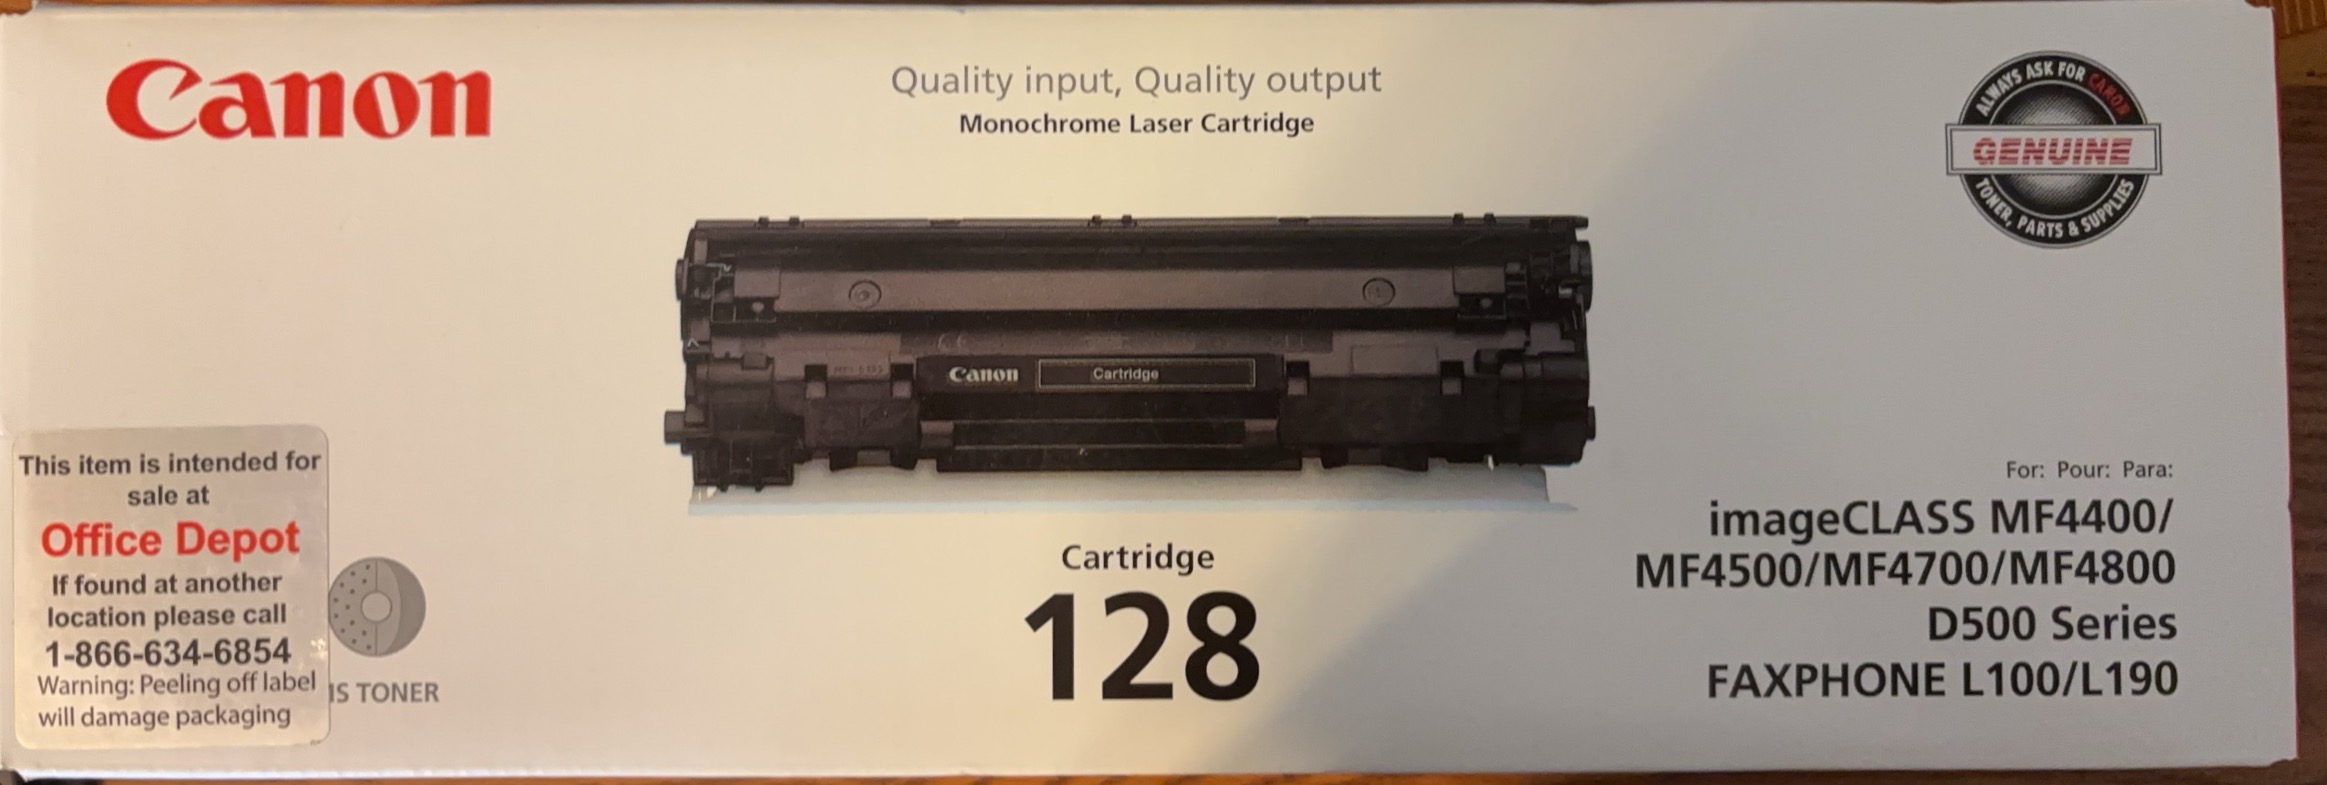 Canon
Quality input, Quality output
Monochrome Laser Cartridge
ALWAYS ASK FOR CANON
GENUINE
TONER, PARTS & SUPPLIES
Canon Cartridge
Cartridge
128
For: Pour: Para:
imageCLASS MF4400/
MF4500/MF4700/MF4800
D500 Series
FAXPHONE L100/L190
This item is intended for
sale at
Office Depot
If found at another
location please call
1-866-634-6854
Warning: Peeling off label
will damage packaging
IS TONER